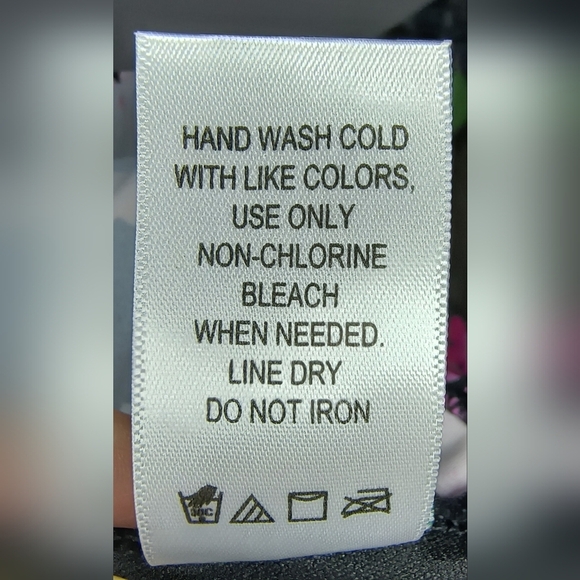 HAND WASH COLD
WITH LIKE COLORS,
USE ONLY
NON-CHLORINE
BLEACH
WHEN NEEDED.
LINE DRY
DO NOT IRON
30C